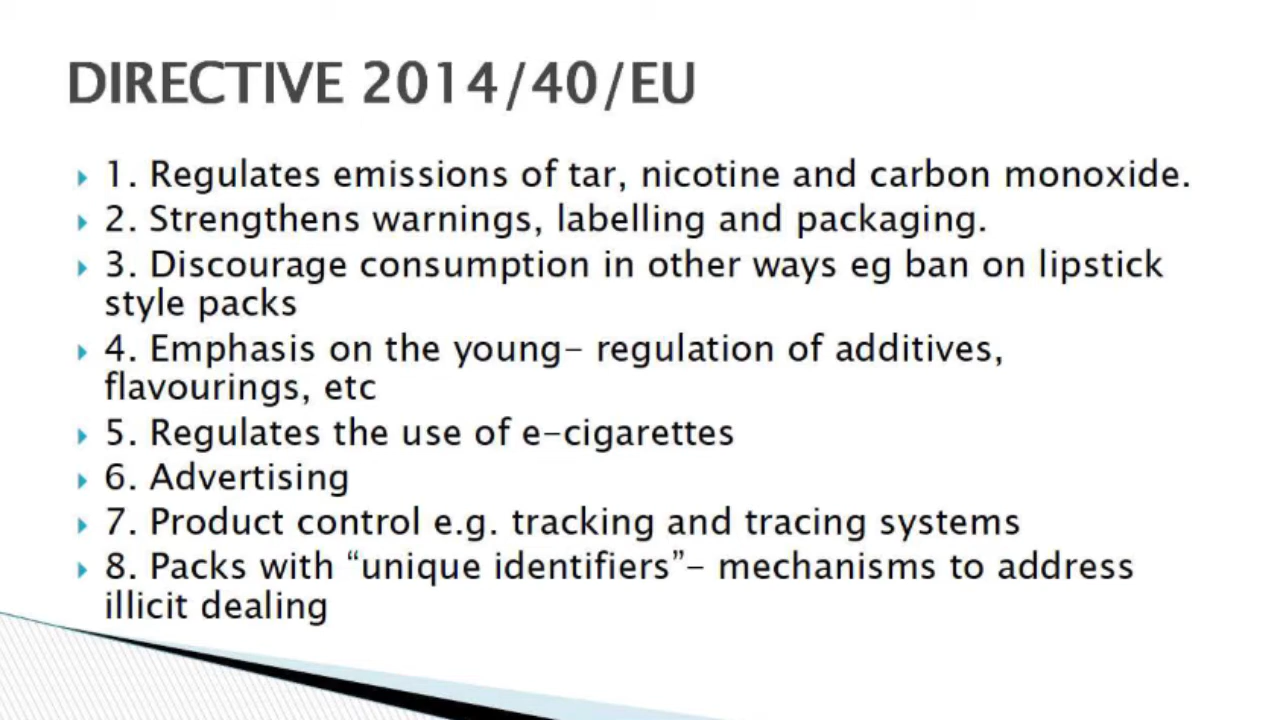 DIRECTIVE 2014/40/EU
1. Regulates emissions of tar, nicotine and carbon monoxide.
2. Strengthens warnings, labelling and packaging.
3. Discourage consumption in other ways eg ban on lipstick
style packs
4. Emphasis on the young- regulation of additives,
flavourings, etc
5. Regulates the use of e-cigarettes
6. Advertising
7. Product control e.g. tracking and tracing systems
8. Packs with “unique identifiers”- mechanisms to address
illicit dealing